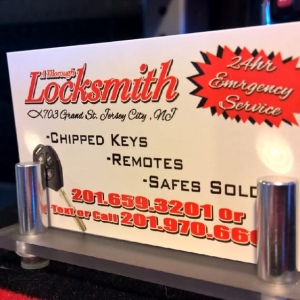 Locksmith
703 Grand St. Jersey City, NJ
24hr
Emrgency
Service
-Chipped Keys
-Remotes
-Safes Sold
201.659.3201 Or
Text or Call 201.970.66